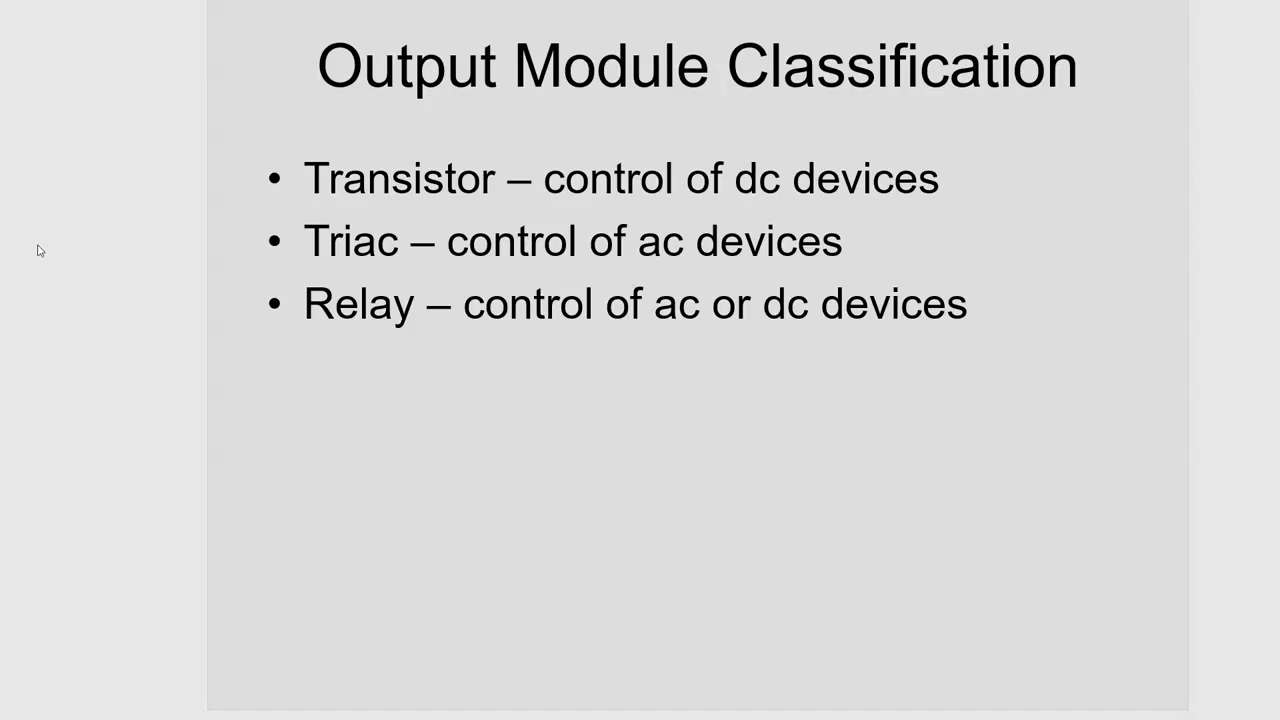 Output Module Classification
• Transistor – control of dc devices
• Triac – control of ac devices
• Relay – control of ac or dc devices